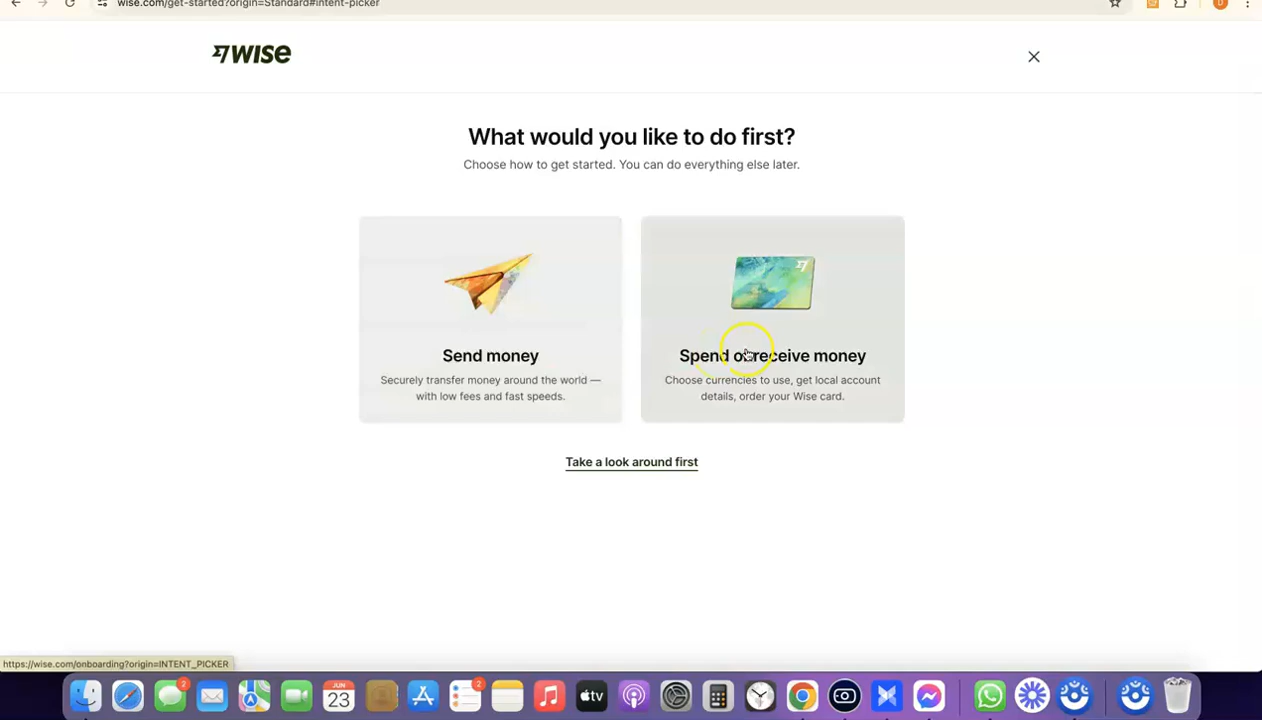 wise.com/get-started?origin=Standard#intent-picker
WISE
What would you like to do first?
Choose how to get started. You can do everything else later.
Send money
Securely transfer money around the world —
with low fees and fast speeds.
Spend or receive money
Choose currencies to use, get local account
details, order your Wise card.
Take a look around first
https://wise.com/onboarding?origin=INTENT_PICKER
2
JUN
23
2
tv